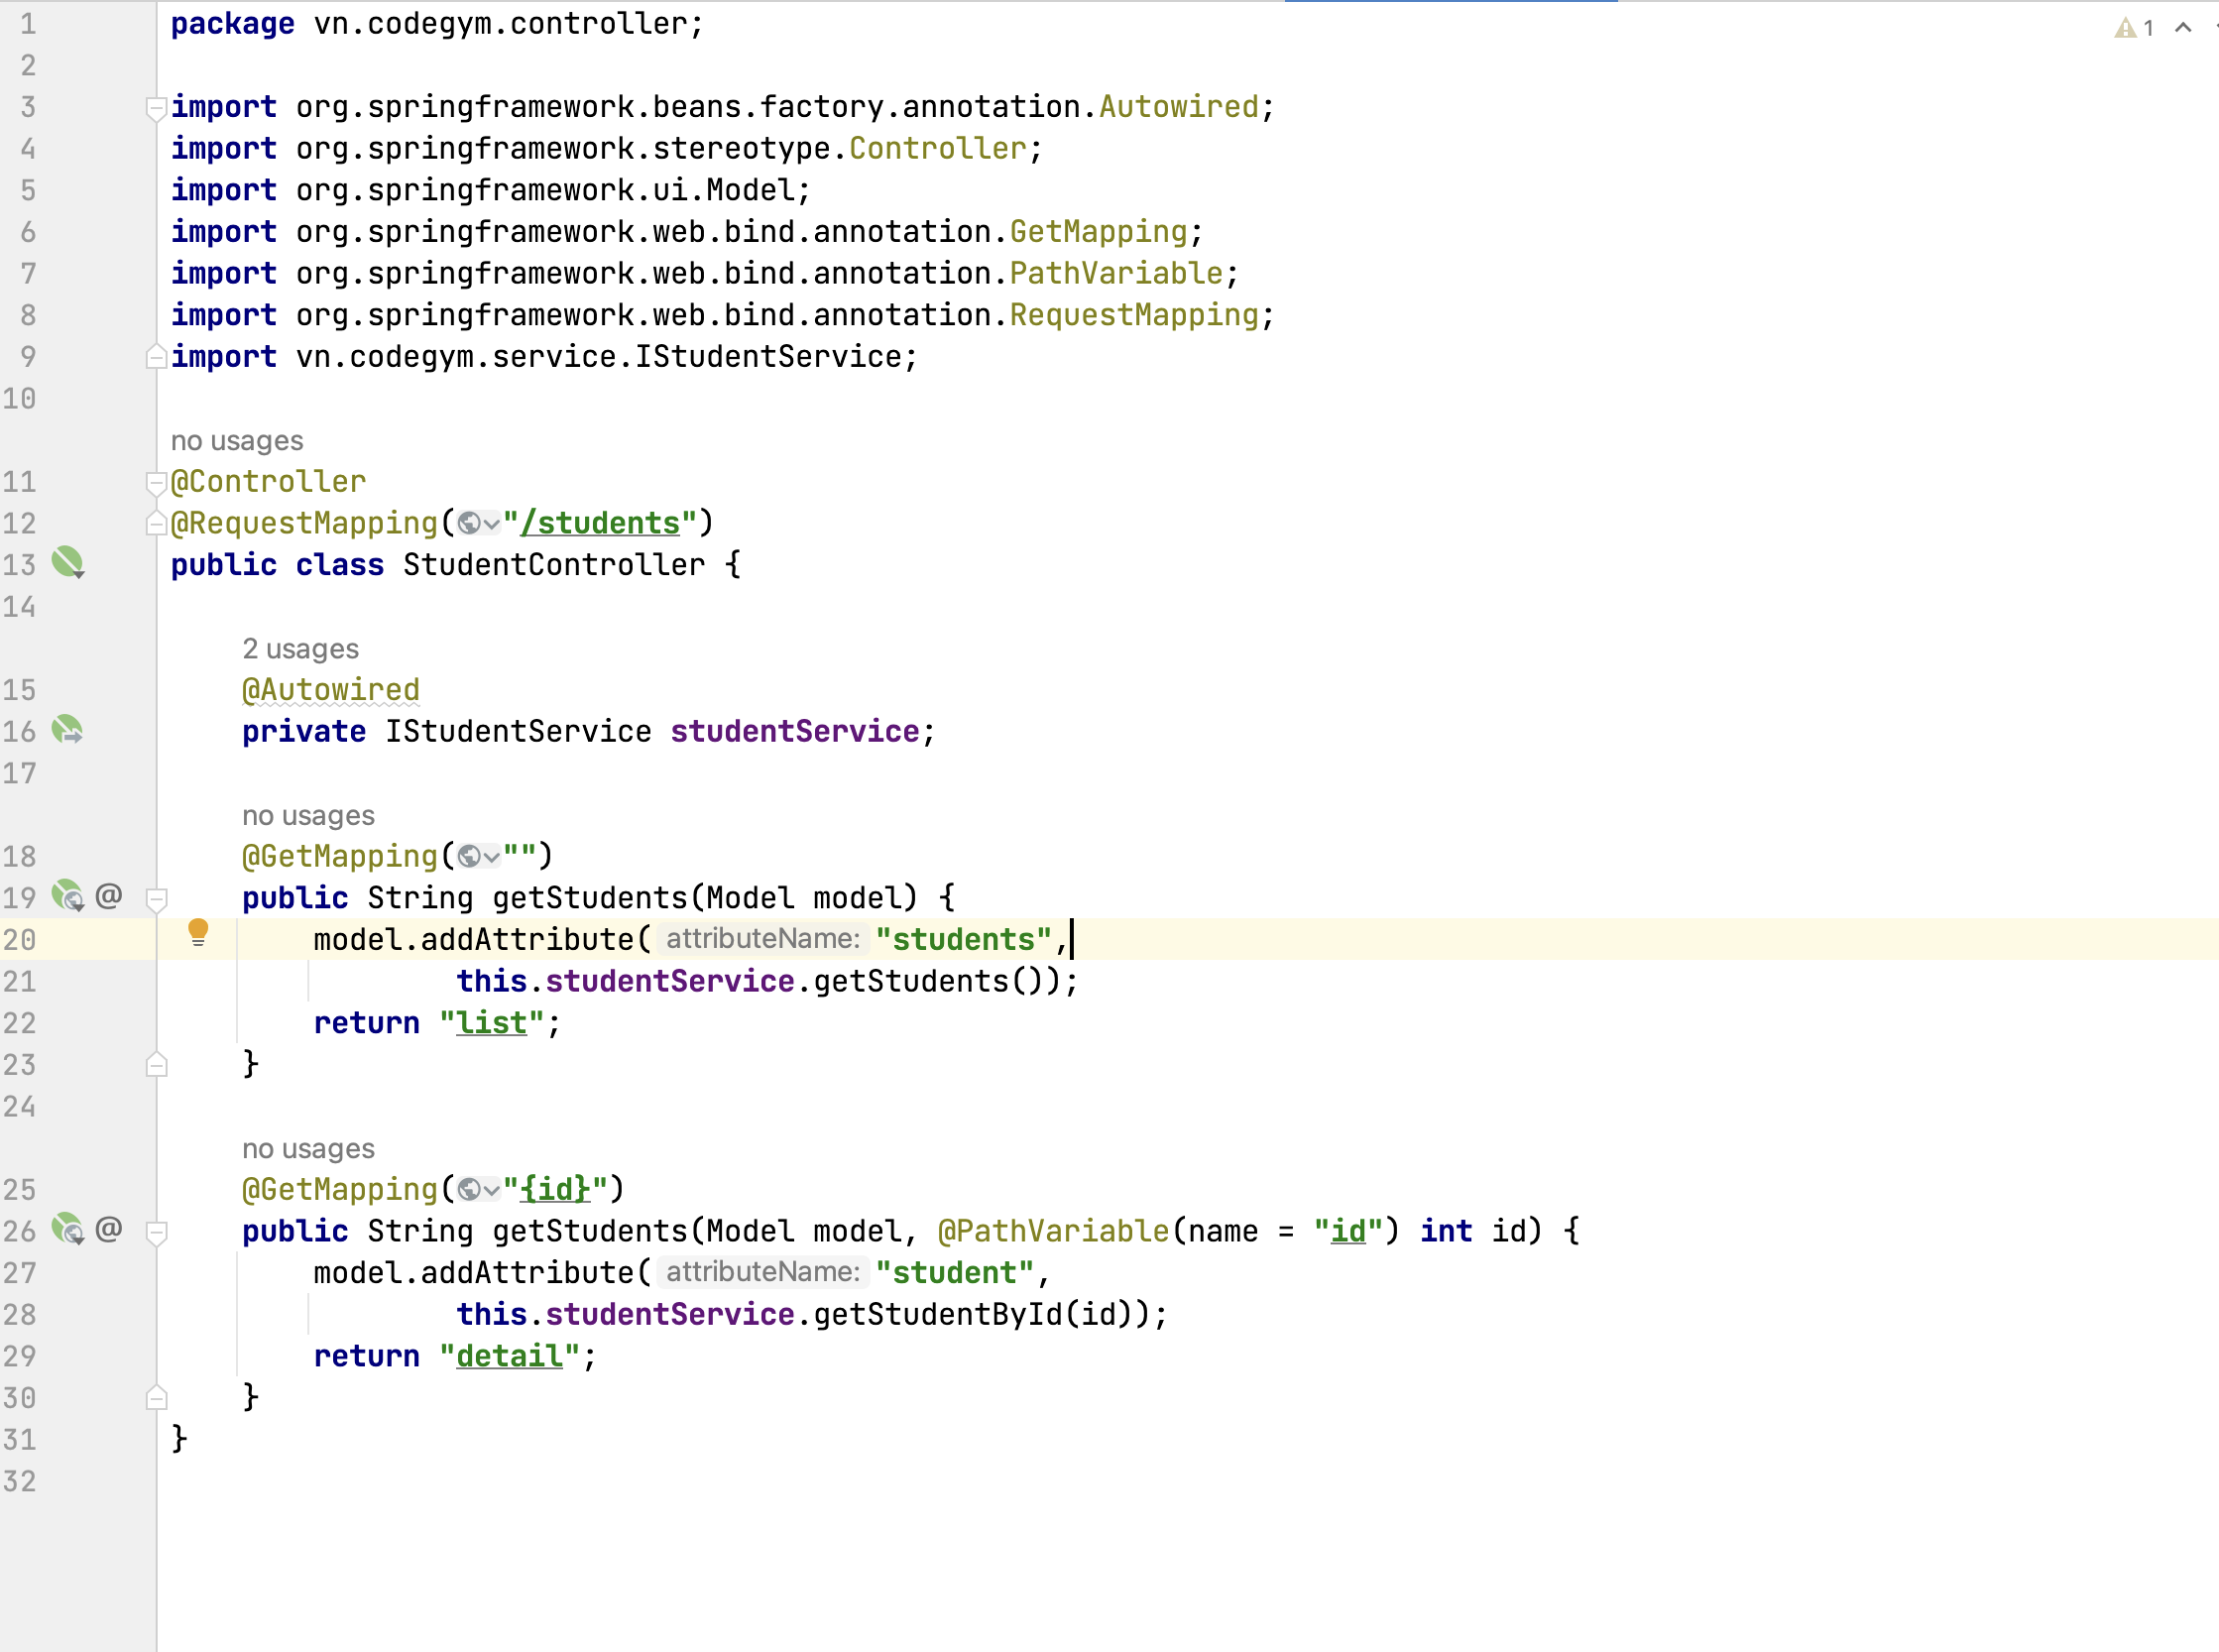 1 package vn.codegym.controller;
2
3 import org.springframework.beans.factory.annotation.Autowired;
4 import org.springframework.stereotype.Controller;
5 import org.springframework.ui.Model;
6 import org.springframework.web.bind.annotation.GetMapping;
7 import org.springframework.web.bind.annotation.PathVariable;
8 import org.springframework.web.bind.annotation.RequestMapping;
9 import vn.codegym.service.IStudentService;
10
no usages
11 @Controller
12 @RequestMapping("/students")
13 public class StudentController {
14
2 usages
15 @Autowired
16 private IStudentService studentService;
17
no usages
18 @GetMapping("")
19 @ public String getStudents(Model model) {
20 model.addAttribute( attributeName: "students",
21 this.studentService.getStudents());
22 return "list";
23 }
24
no usages
25 @GetMapping("{id}")
26 @ public String getStudents(Model model, @PathVariable(name = "id") int id) {
27 model.addAttribute( attributeName: "student",
28 this.studentService.getStudentById(id));
29 return "detail";
30 }
31 }
32
1